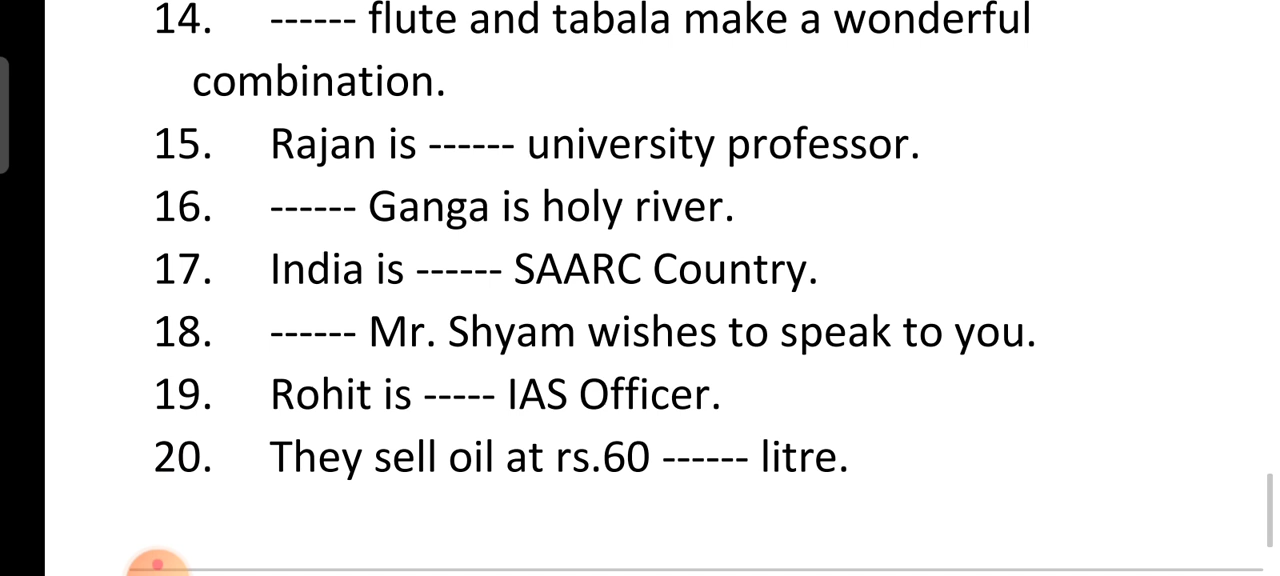 14. ------ flute and tabala make a wonderful
combination.
15. Rajan is ------ university professor.
16. ------ Ganga is holy river.
17. India is ------ SAARC Country.
18. ------ Mr. Shyam wishes to speak to you.
19. Rohit is ----- IAS Officer.
20. They sell oil at rs.60 ------ litre.